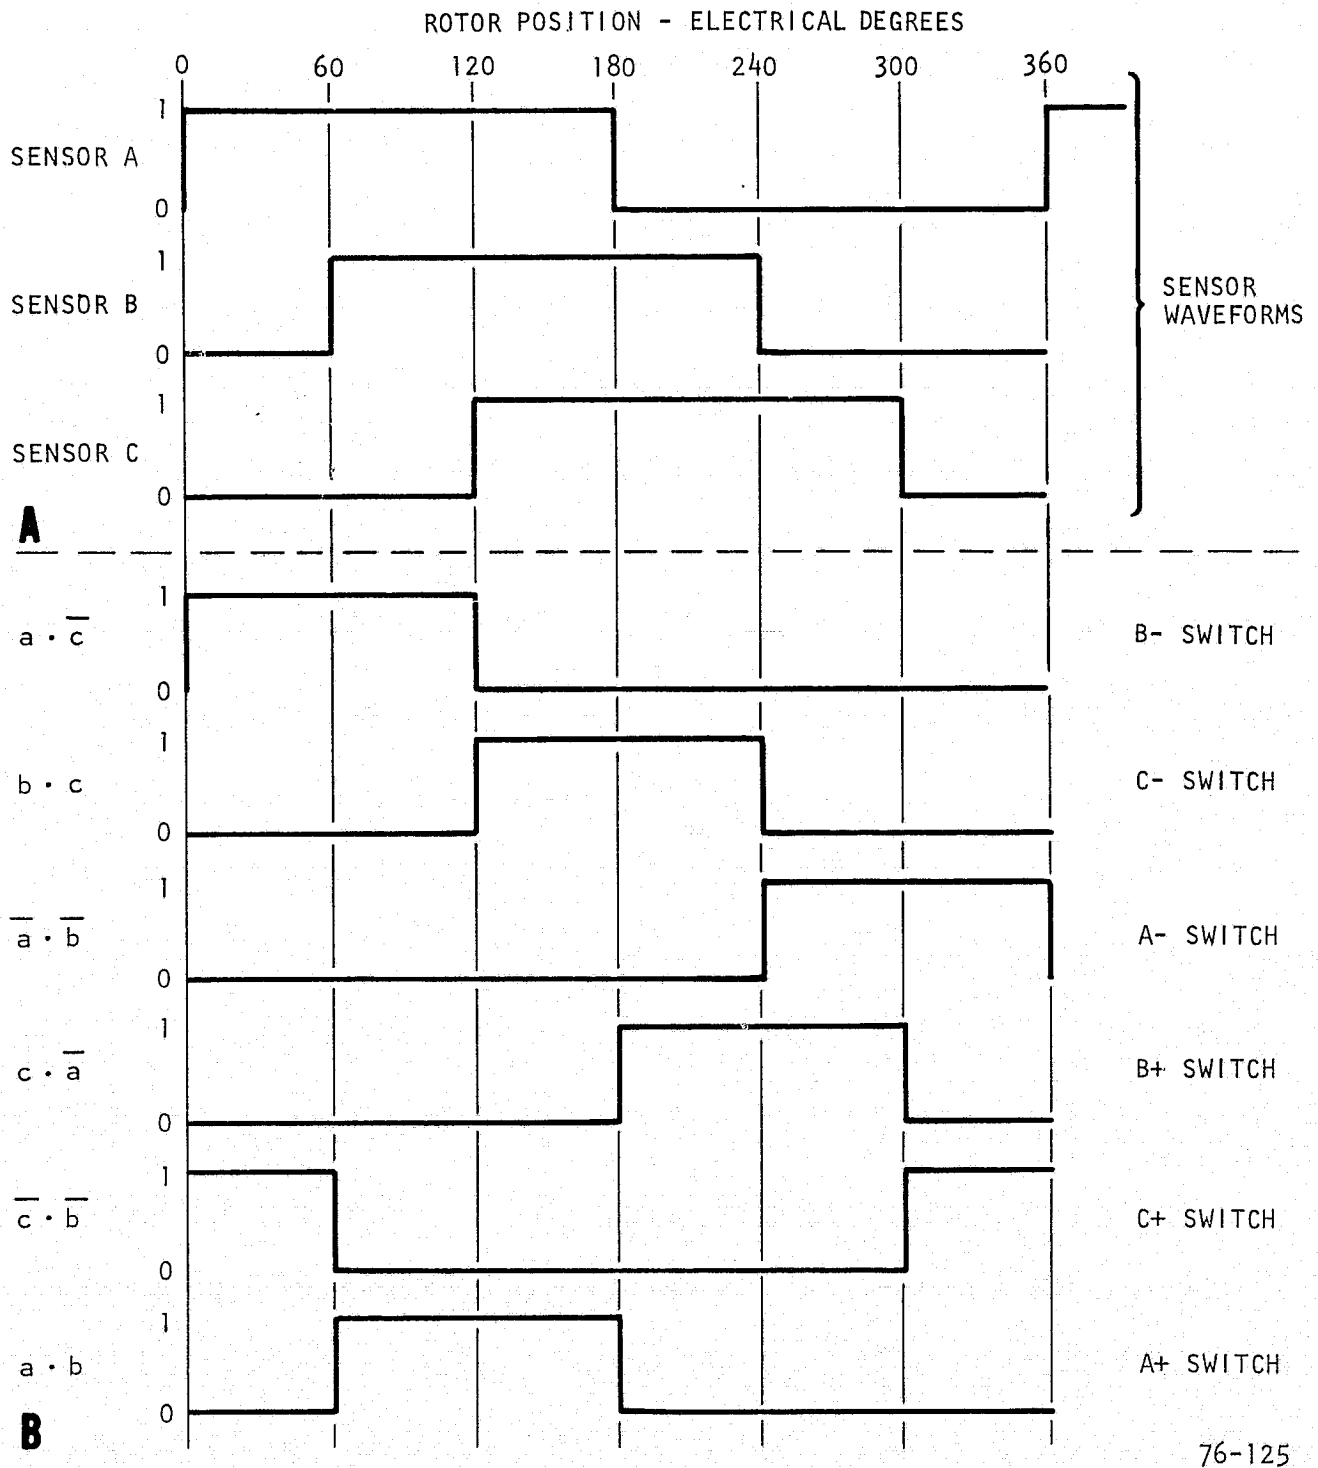 ROTOR POSITION - ELECTRICAL DEGREES
0 60 120 180 240 300 360
1
SENSOR A
0
1
SENSOR B
0
1
SENSOR C
0
SENSOR
WAVEFORMS
A
1
a · c̅
0
B- SWITCH
1
b · c
0
C- SWITCH
1
a̅ · b̅
0
A- SWITCH
1
c · a̅
0
B+ SWITCH
1
c̅ · b̅
0
C+ SWITCH
1
a · b
0
A+ SWITCH
B
76-125